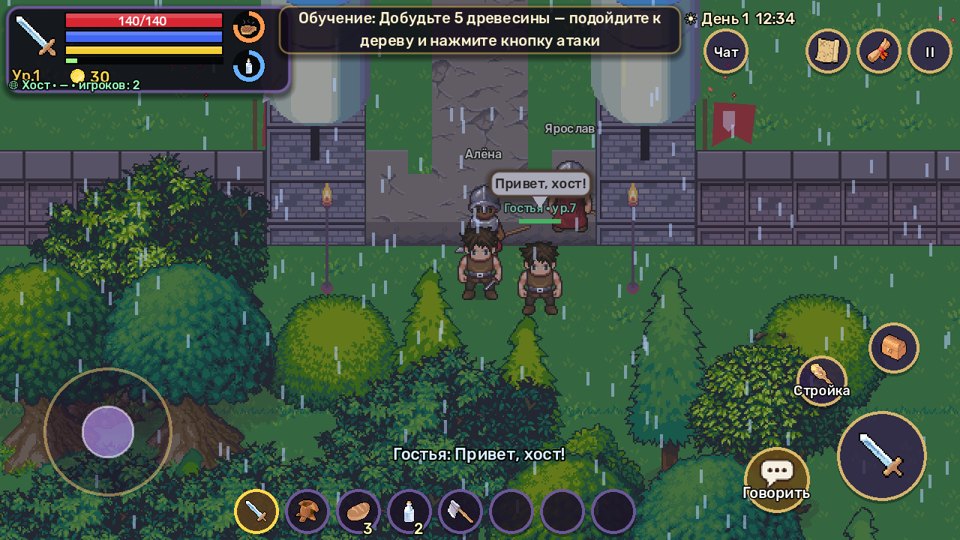 140/140
Ур.1
30
Хост • — • игроков: 2
Обучение: Добудьте 5 древесины — подойдите к
дереву и нажмите кнопку атаки
День 1 12:34
Чат
Ярослав
Алёна
Привет, хост!
Гостья • ур.7
Стройка
Гостья: Привет, хост!
Говорить
3
2